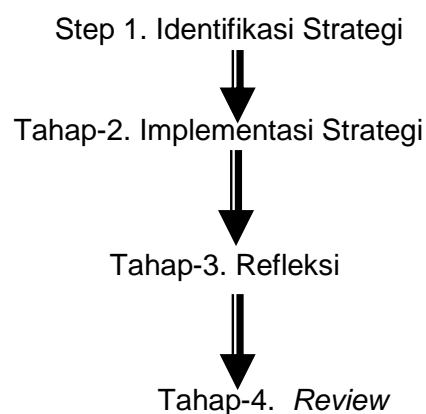 Step 1. Identifikasi Strategi
Tahap-2. Implementasi Strategi
Tahap-3. Refleksi
Tahap-4. Review